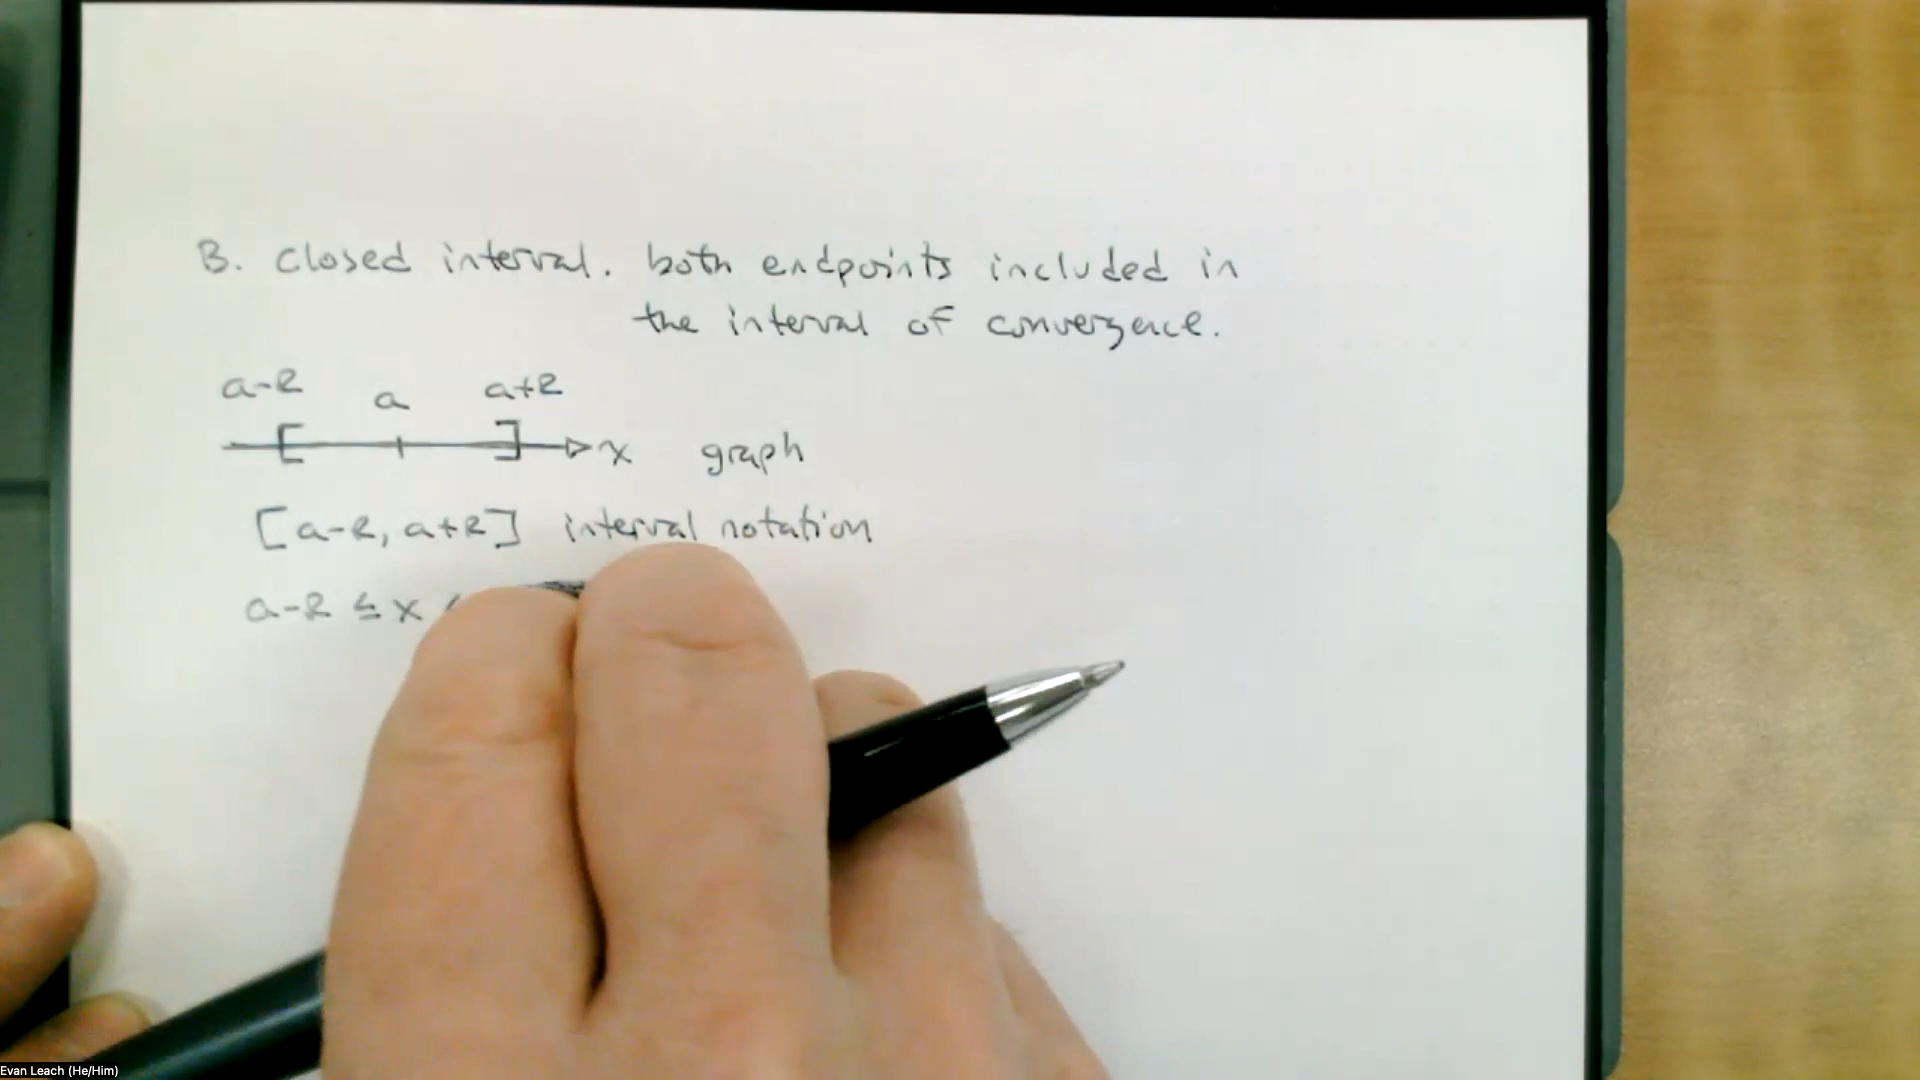 B. closed interval. both endpoints included in
the interval of convergence.
a-R a a+R
[ ] x graph
[a-R, a+R] interval notation
a-R ≤ x
Evan Leach (He/Him)